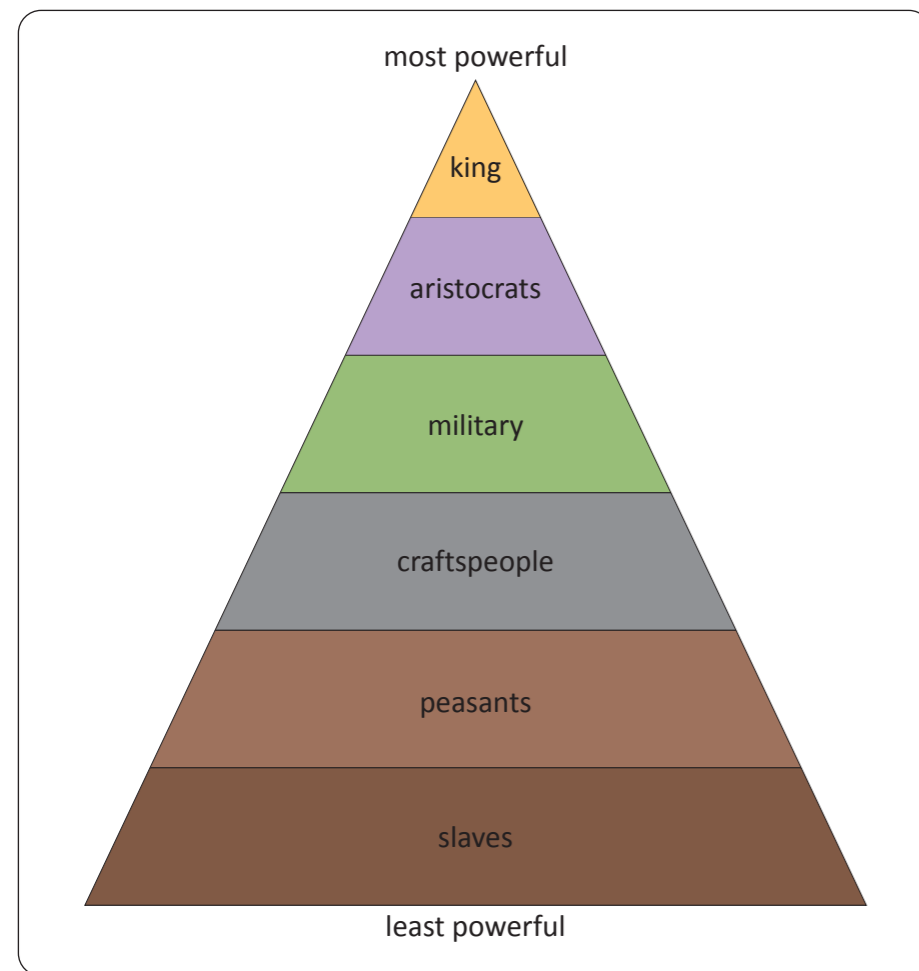 most powerful
king
aristocrats
military
craftspeople
peasants
slaves
least powerful